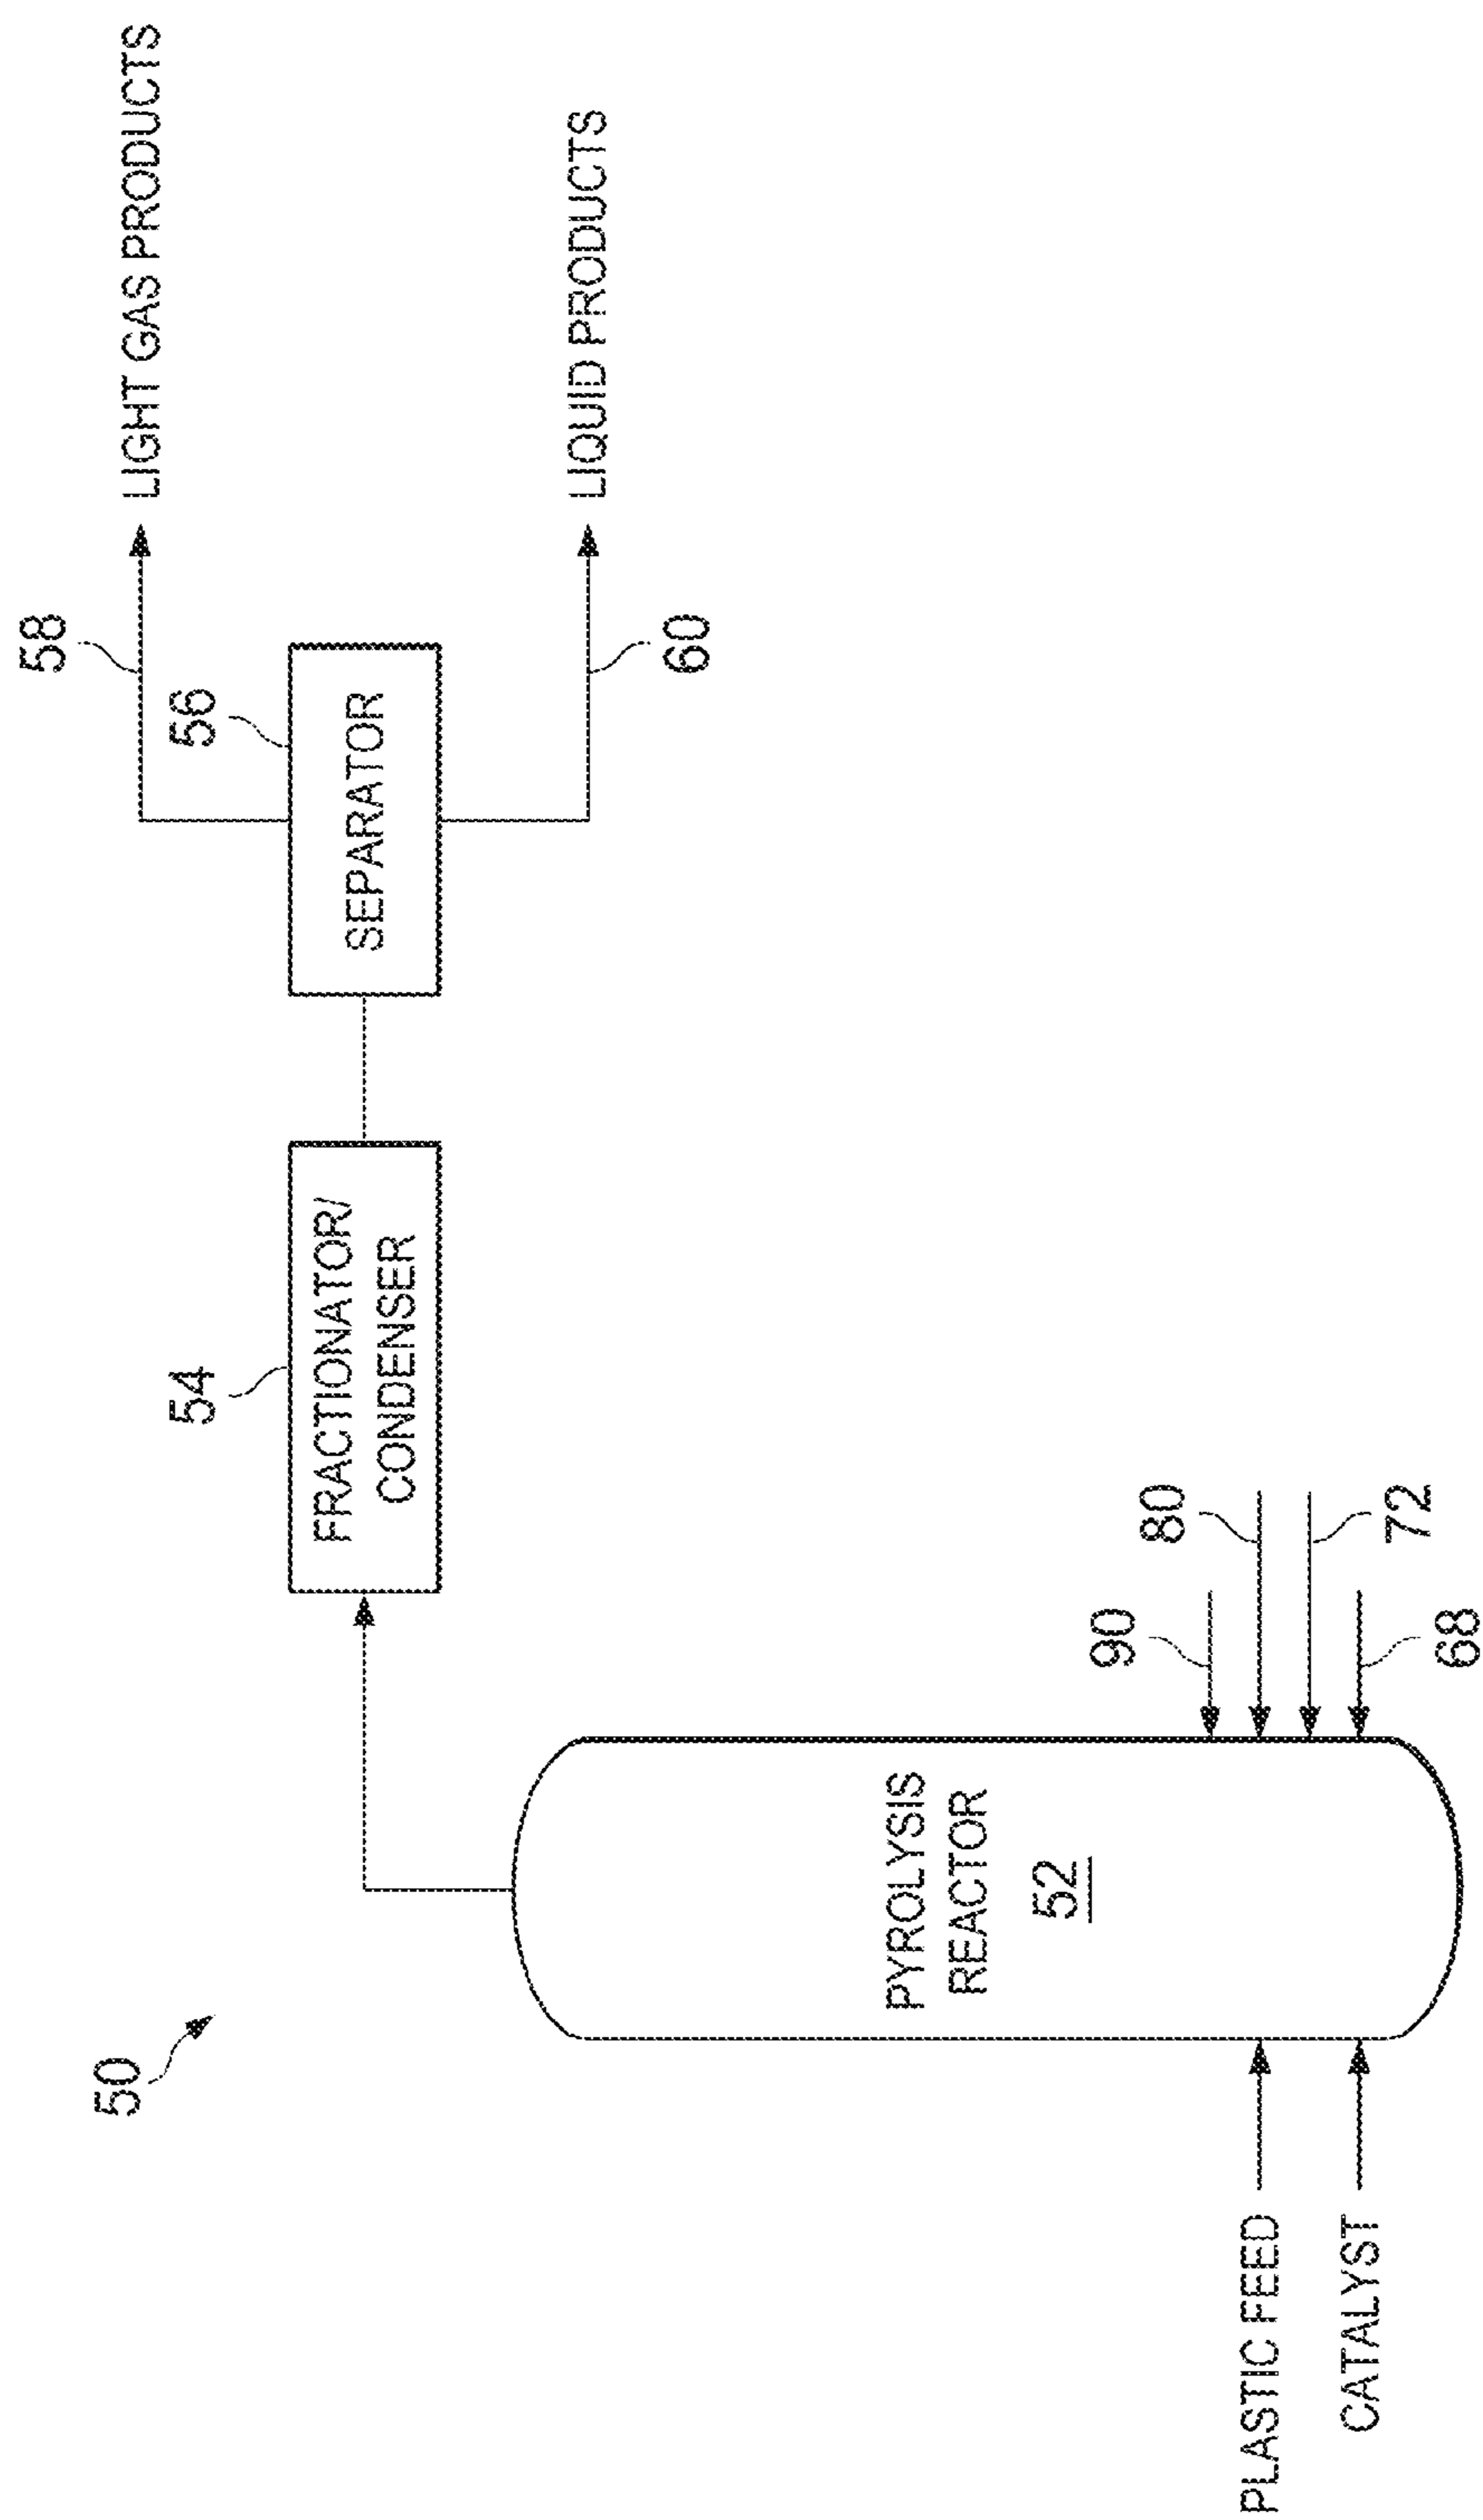 50
54
FRACTIONATOR/
CONDENSER
56
SEPARATOR
58
LIGHT GAS PRODUCTS
60
LIQUID PRODUCTS
PYROLYSIS
REACTOR
52
90
80
72
68
PLASTIC FEED
CATALYST